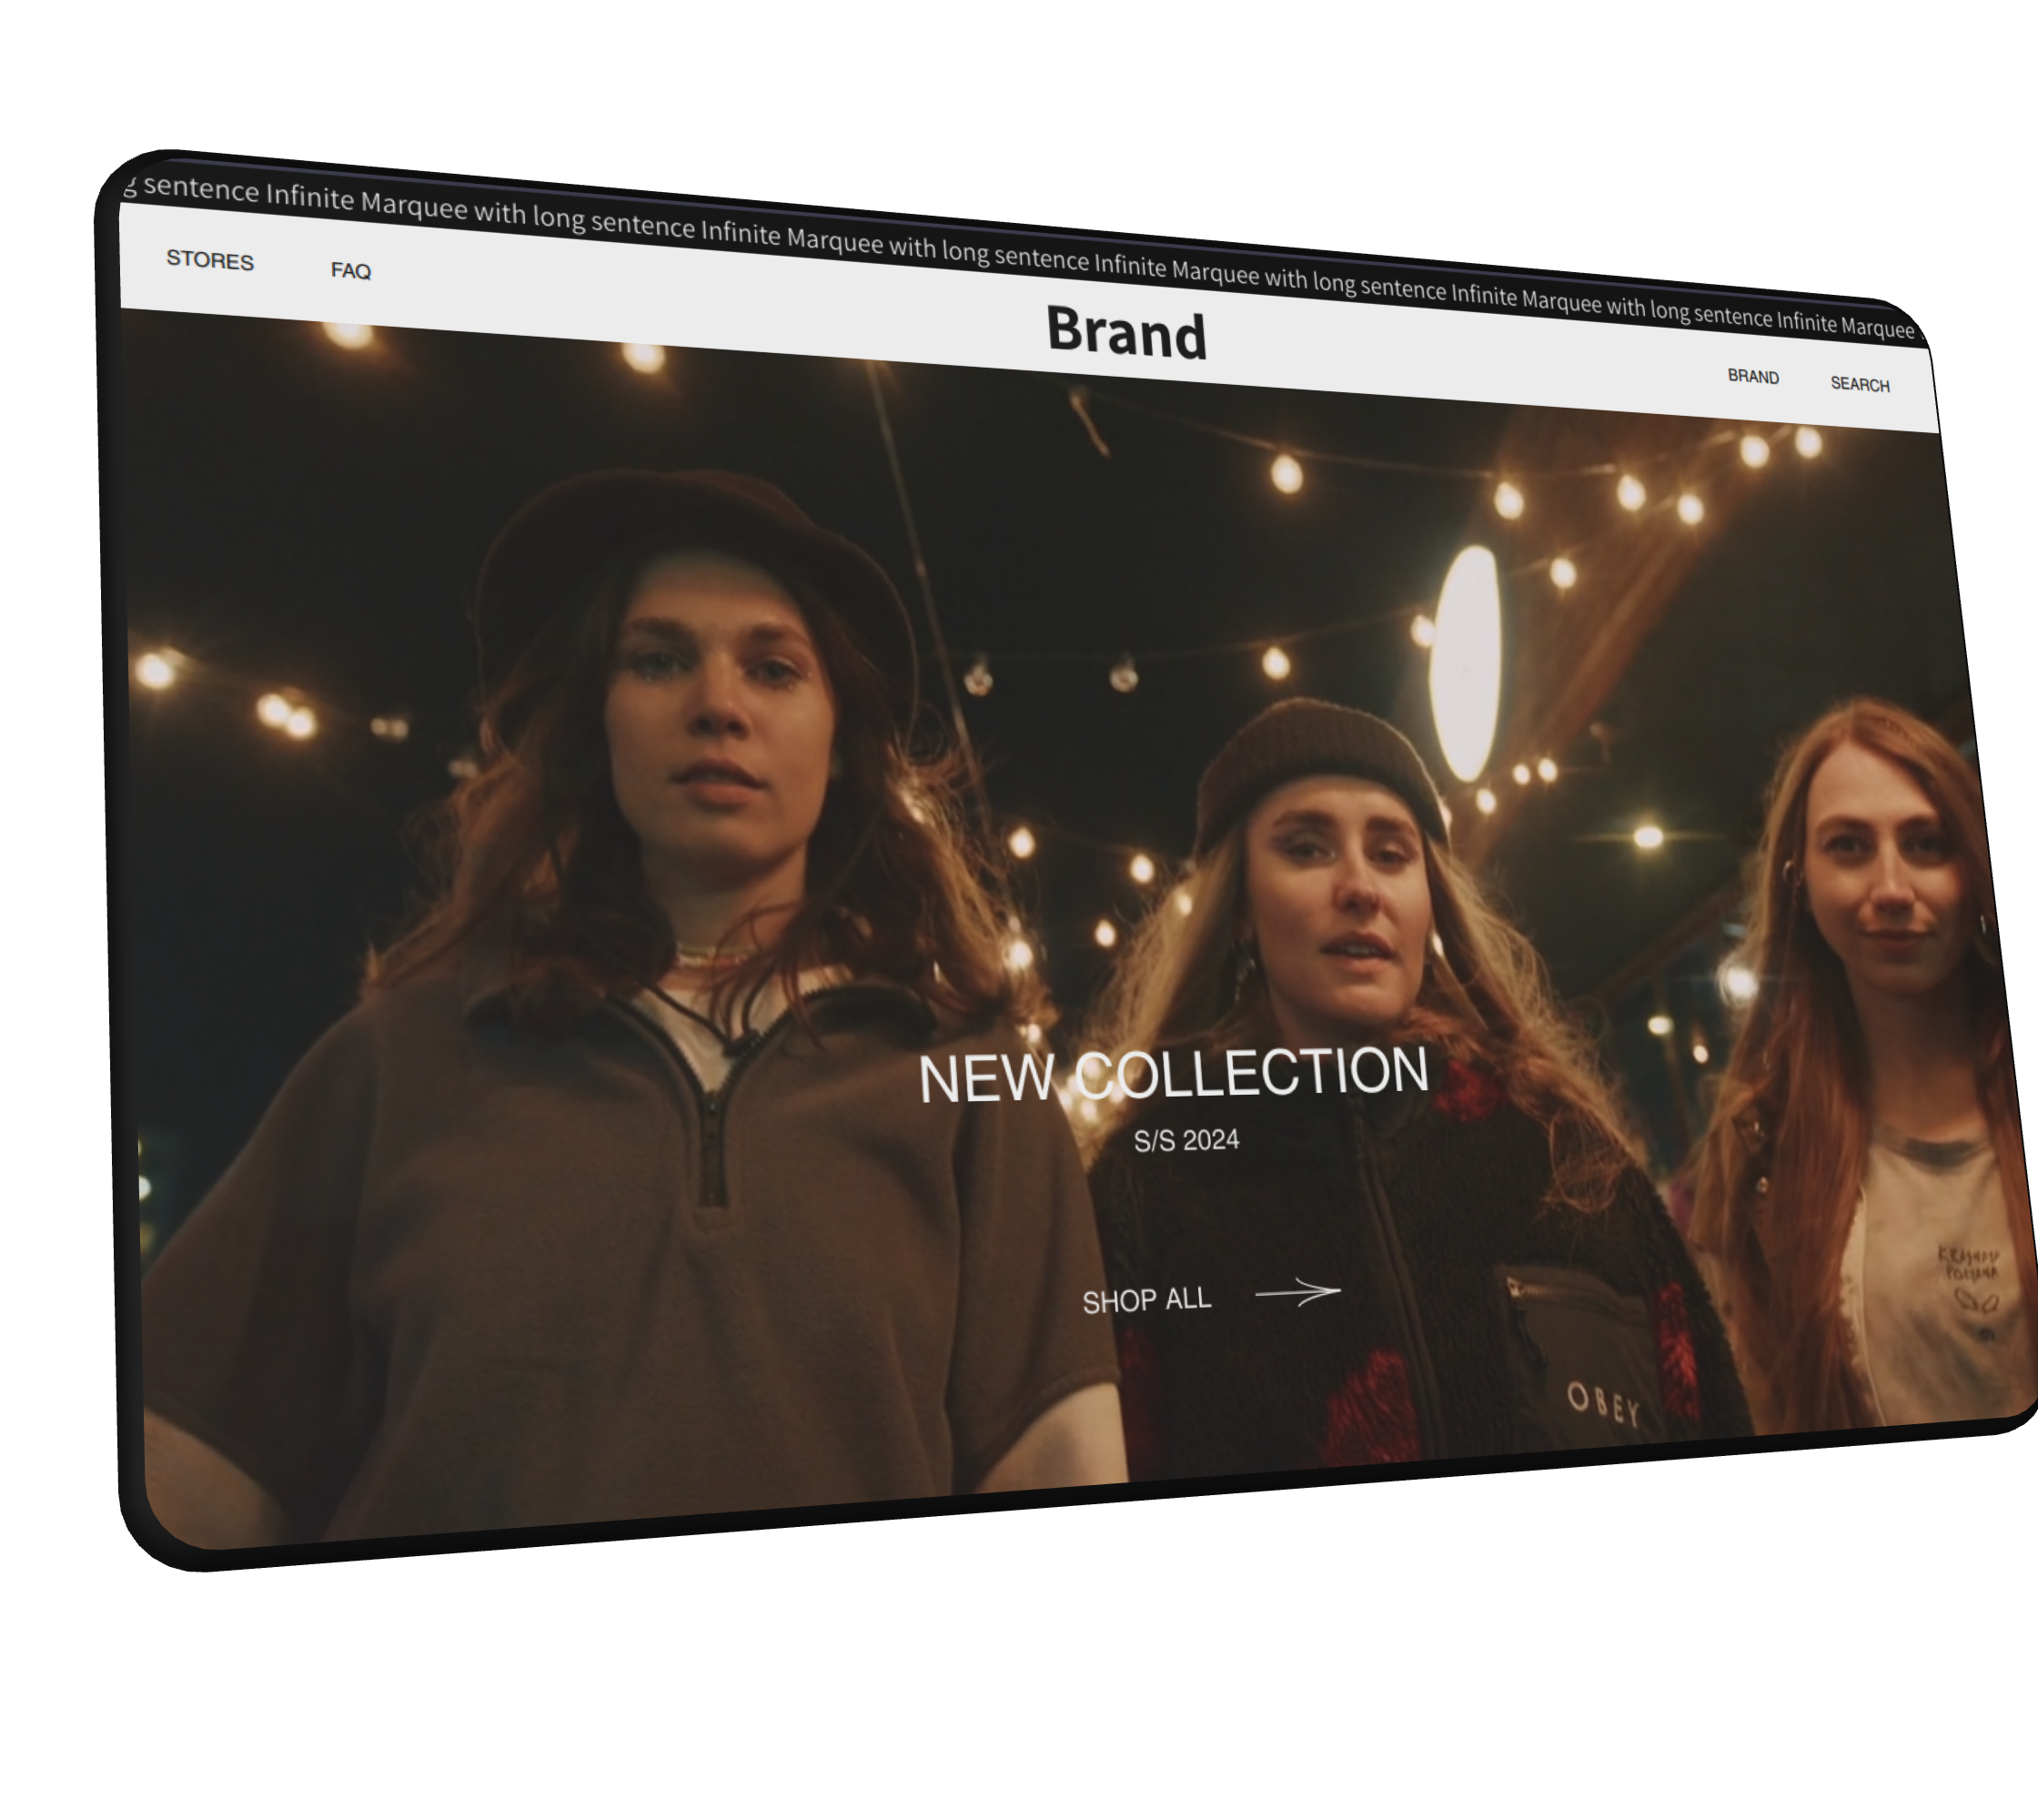 sentence Infinite Marquee with long sentence Infinite Marquee with long sentence Infinite Marquee with long sentence Infinite Marquee with long sentence Infinite Marquee
STORES FAQ Brand BRAND SEARCH
NEW COLLECTION
S/S 2024
SHOP ALL
OBEY